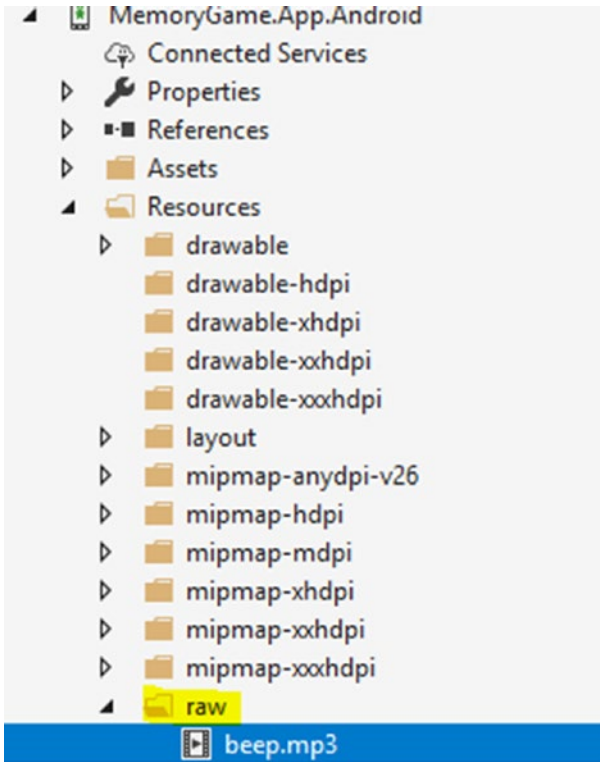 MemoryGame.App.Android
Connected Services
Properties
References
Assets
Resources
drawable
drawable-hdpi
drawable-xhdpi
drawable-xxhdpi
drawable-xxxhdpi
layout
mipmap-anydpi-v26
mipmap-hdpi
mipmap-mdpi
mipmap-xhdpi
mipmap-xxhdpi
mipmap-xxxhdpi
raw
beep.mp3